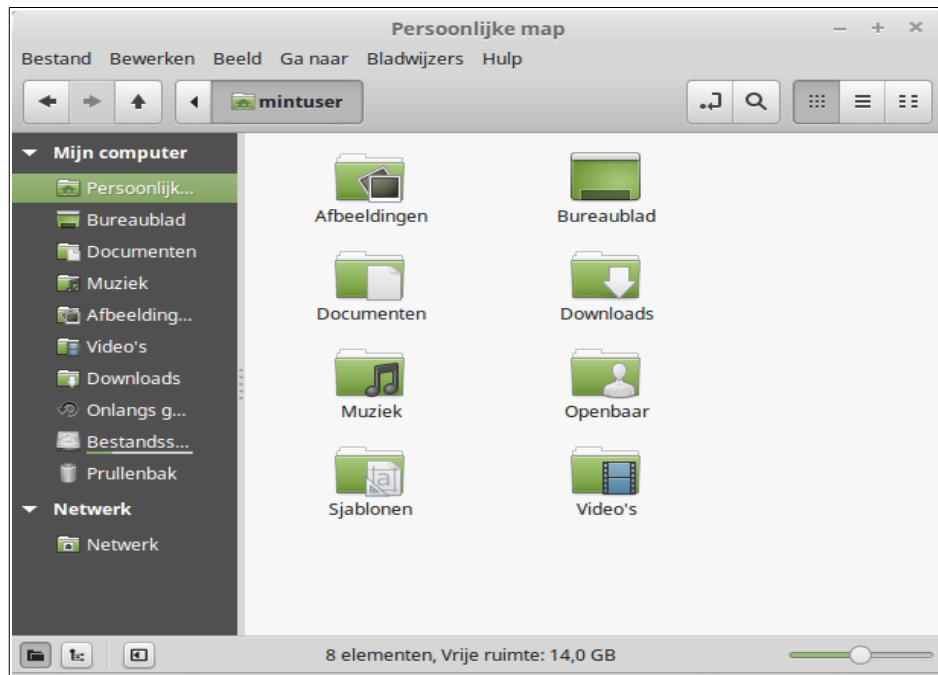 Persoonlijke map
Bestand Bewerken Beeld Ga naar Bladwijzers Hulp
mintuser
Mijn computer
Persoonlijk...
Bureaublad
Documenten
Muziek
Afbeelding...
Video's
Downloads
Onlangs g...
Bestandss...
Prullenbak
Netwerk
Netwerk
Afbeeldingen Bureaublad
Documenten Downloads
Muziek Openbaar
Sjablonen Video's
8 elementen, Vrije ruimte: 14,0 GB